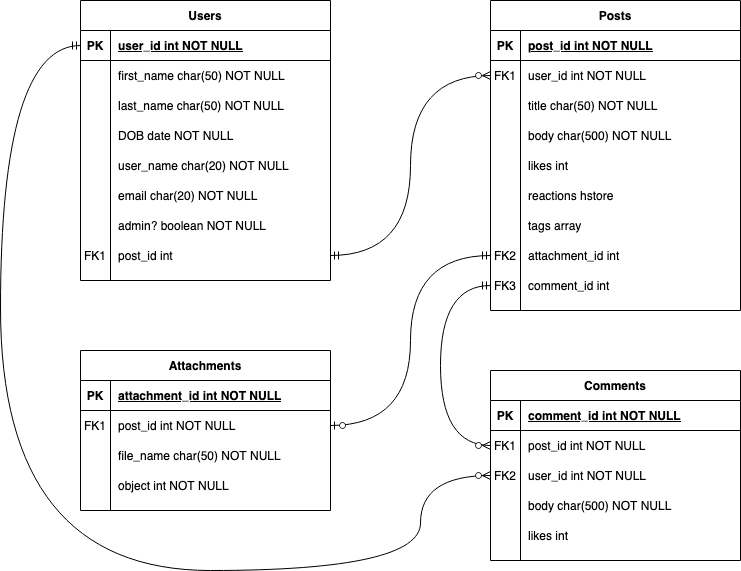 Users
PK user_id int NOT NULL
first_name char(50) NOT NULL
last_name char(50) NOT NULL
DOB date NOT NULL
user_name char(20) NOT NULL
email char(20) NOT NULL
admin? boolean NOT NULL
FK1 post_id int
Posts
PK post_id int NOT NULL
FK1 user_id int NOT NULL
title char(50) NOT NULL
body char(500) NOT NULL
likes int
reactions hstore
tags array
FK2 attachment_id int
FK3 comment_id int
Attachments
PK attachment_id int NOT NULL
FK1 post_id int NOT NULL
file_name char(50) NOT NULL
object int NOT NULL
Comments
PK comment_id int NOT NULL
FK1 post_id int NOT NULL
FK2 user_id int NOT NULL
body char(500) NOT NULL
likes int